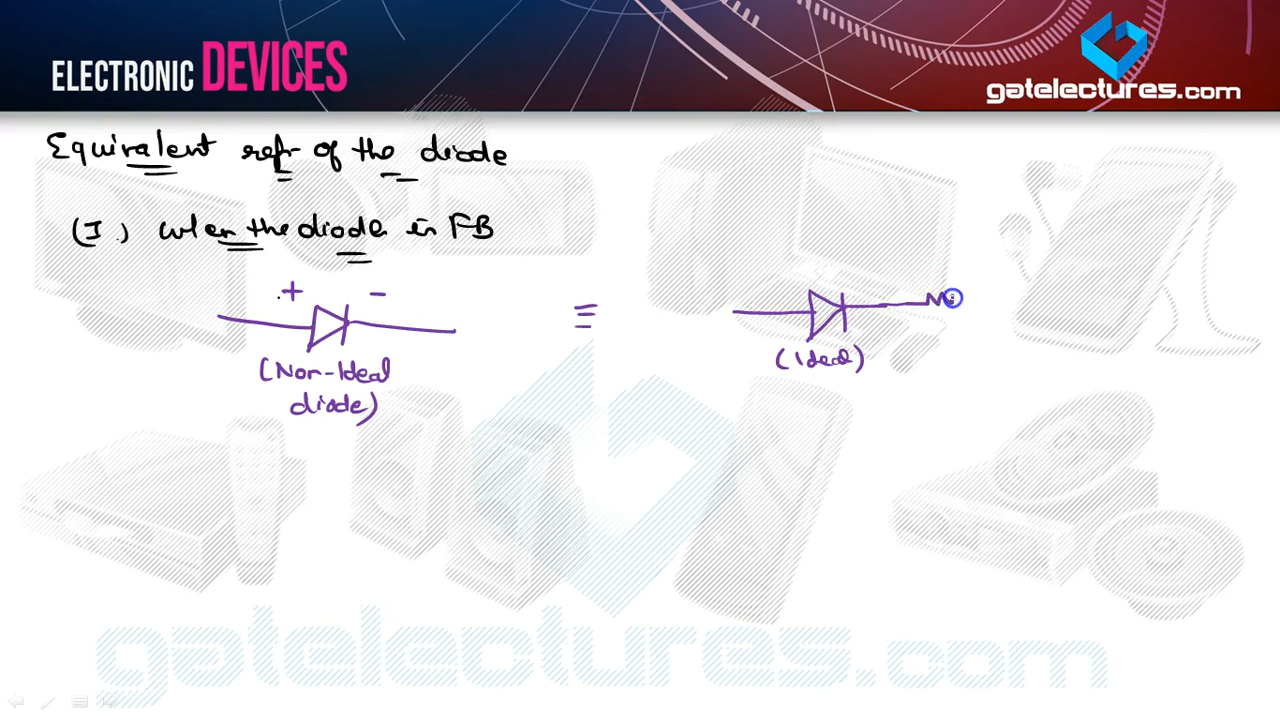 ELECTRONIC DEVICES
gatelectures.com
Equivalent repr of the diode
(I.) when the diode in FB
+ -
≡
(Non-Ideal
diode)
(Ideal)
gatelectures.com